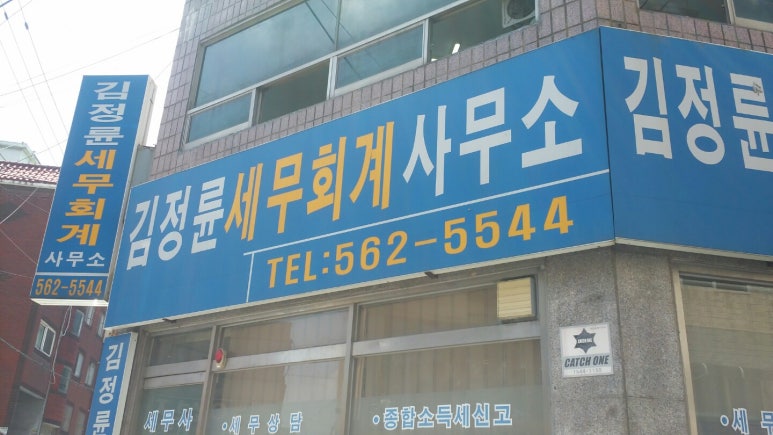 김정륜
세무회계
사무소
562-5544
김정륜세무회계사무소
TEL:562-5544
김정륜
김정륜
세무사
·세무상담
·종합소득세신고
CATCH ONE